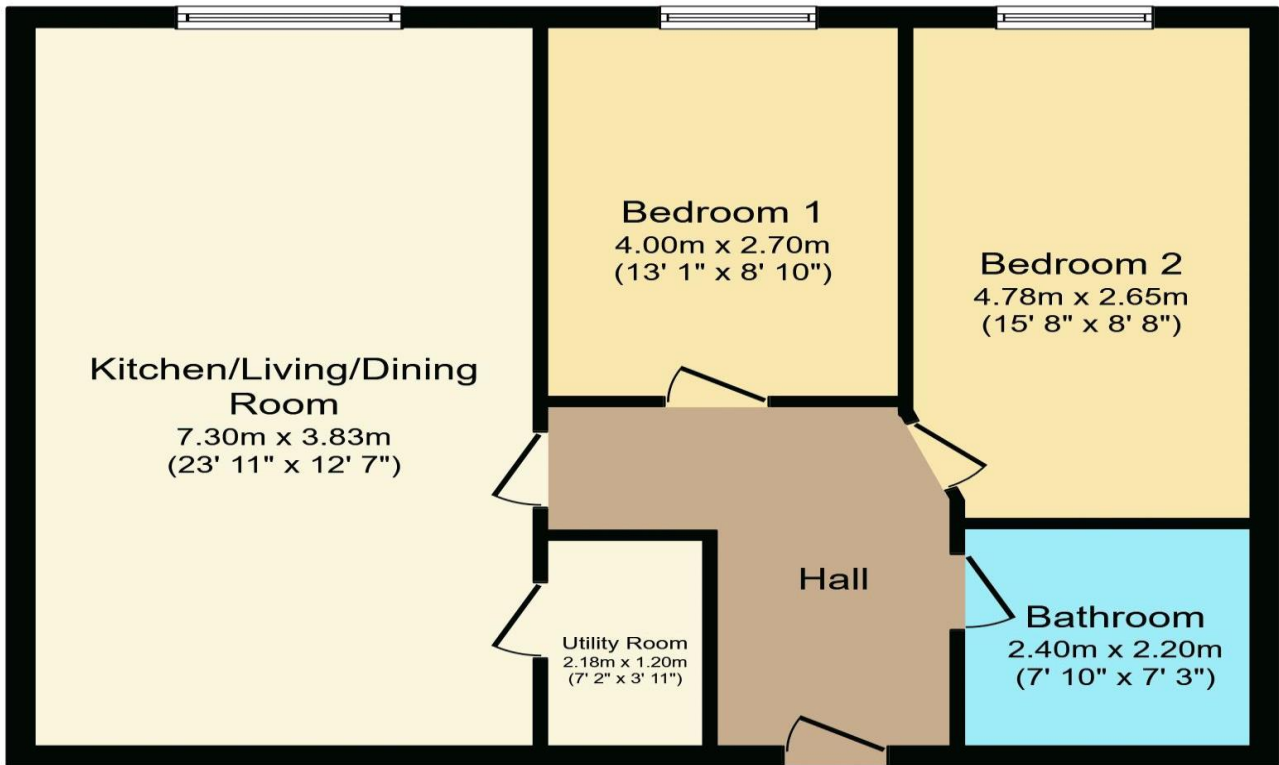 Kitchen/Living/Dining
Room
7.30m x 3.83m
(23' 11" x 12' 7")
Bedroom 1
4.00m x 2.70m
(13' 1" x 8' 10")
Bedroom 2
4.78m x 2.65m
(15' 8" x 8' 8")
Utility Room
2.18m x 1.20m
(7' 2" x 3' 11")
Hall
Bathroom
2.40m x 2.20m
(7' 10" x 7' 3")